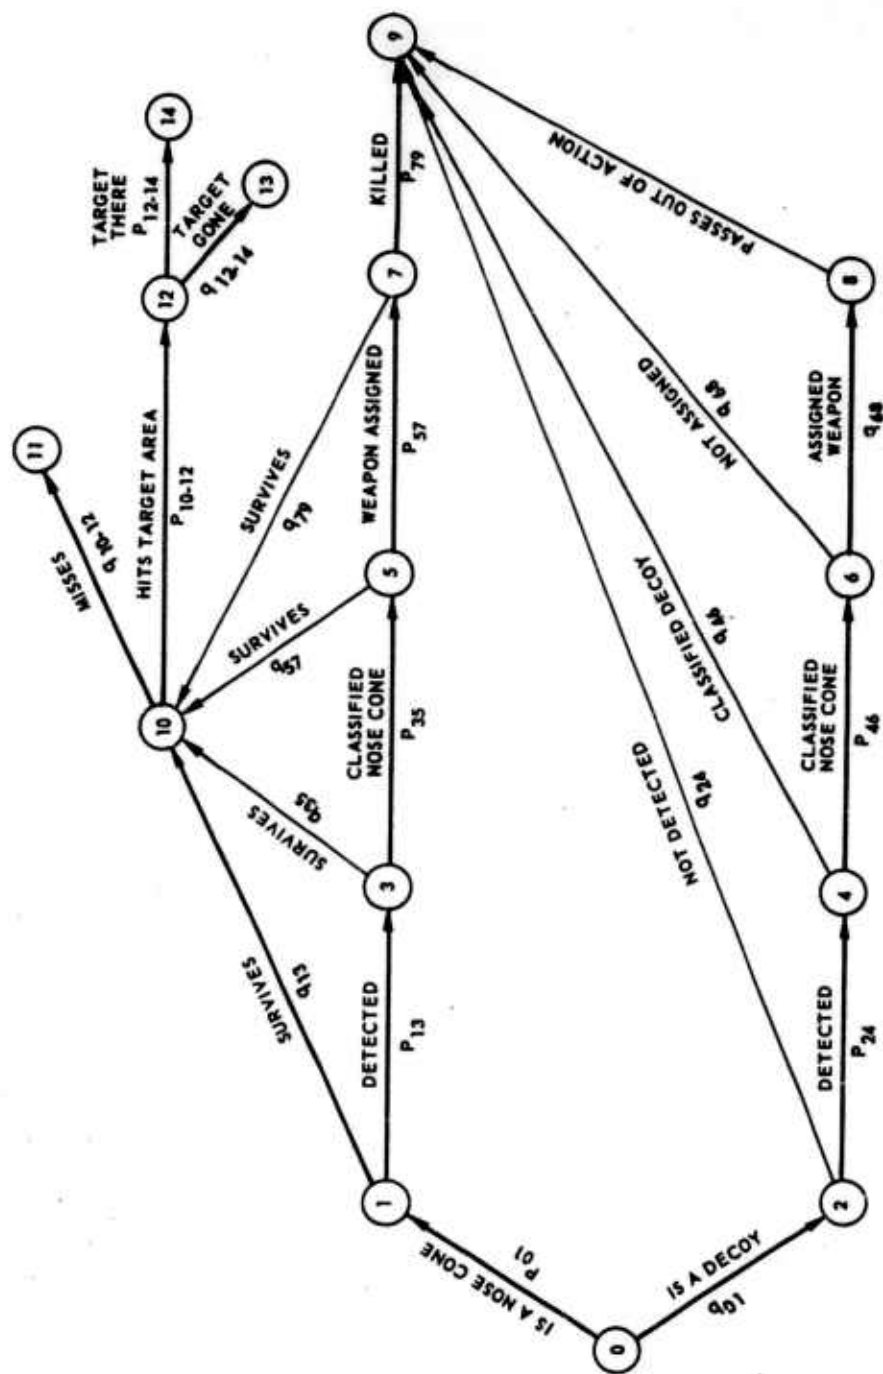 0
IS A NOSE CONE
P01
IS A DECOY
q01
1
SURVIVES
q13
DETECTED
P13
2
NOT DETECTED
q24
DETECTED
P24
3
SURVIVES
q35
CLASSIFIED
NOSE CONE
P35
4
CLASSIFIED DECOY
q46
CLASSIFIED
NOSE CONE
P46
10
MISSES
q10-12
HITS TARGET AREA
P10-12
5
SURVIVES
q57
WEAPON ASSIGNED
P57
6
NOT ASSIGNED
q68
ASSIGNED
WEAPON
q68
11
12
TARGET
THERE
P12-14
TARGET
GONE
q12-14
7
SURVIVES
q79
KILLED
P79
8
PASSES OUT OF ACTION
14
13
9